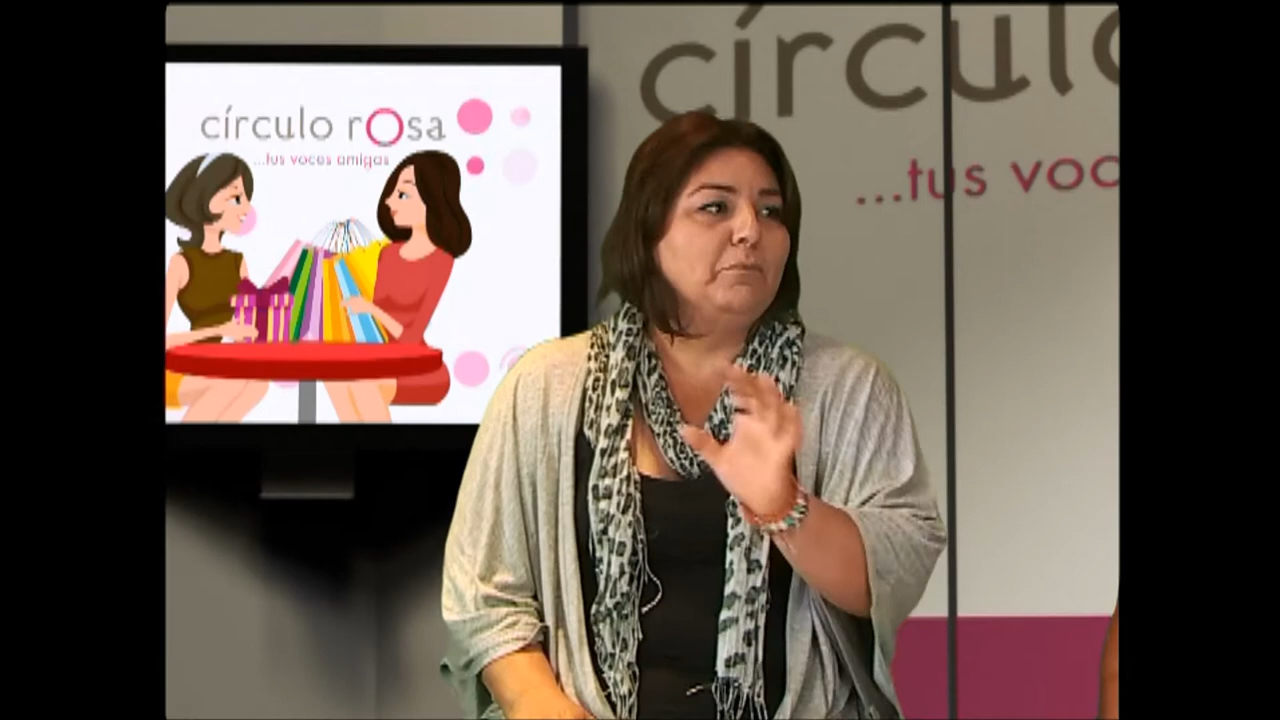 círculo rosa
...tus voces amigas
círculo
...tus voc